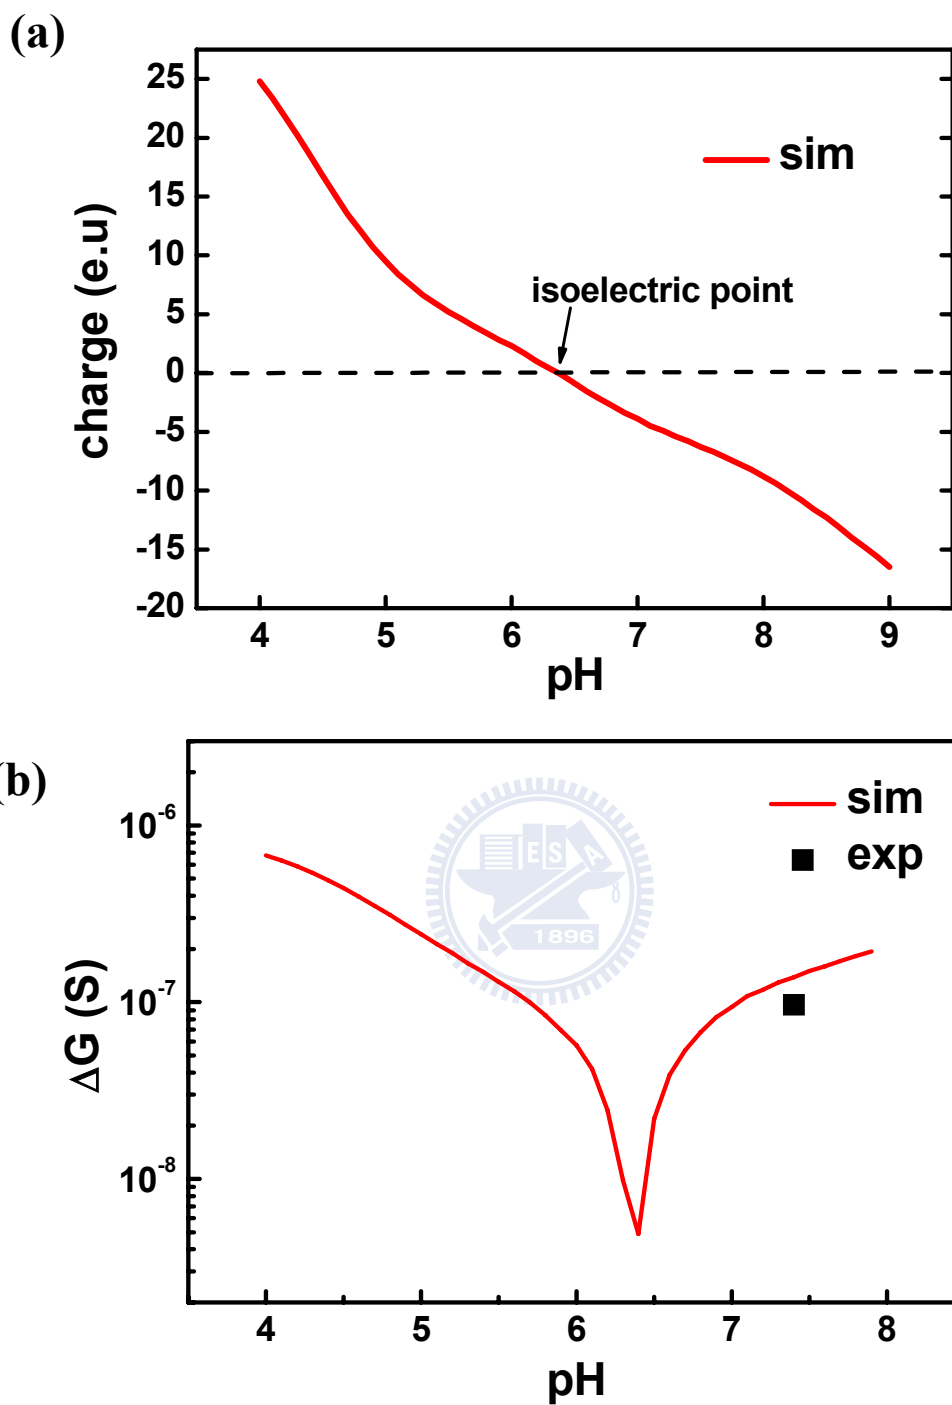 (a)
25
20
15
10
5
0
-5
-10
-15
-20
charge (e.u)
sim
isoelectric point
4 5 6 7 8 9
pH
(b)
10-6
10-7
10-8
ΔG (S)
sim
exp
E S A
1896
4 5 6 7 8
pH